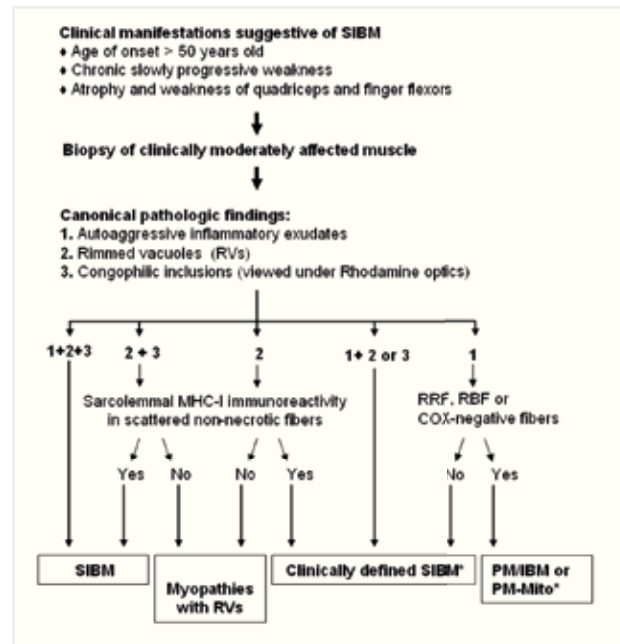 Clinical manifestations suggestive of SIBM
♦ Age of onset > 50 years old
♦ Chronic slowly progressive weakness
♦ Atrophy and weakness of quadriceps and finger flexors
Biopsy of clinically moderately affected muscle
Canonical pathologic findings:
1. Autoaggressive inflammatory exudates
2. Rimmed vacuoles (RVs)
3. Congophilic inclusions (viewed under Rhodamine optics)
1+2+3 2 + 3 2 1+ 2 or 3 1
Sarcolemmal MHC-I immunoreactivity
in scattered non-necrotic fibers
RRF, RBF or
COX-negative fibers
Yes No No Yes No Yes
SIBM
Myopathies
with RVs
Clinically defined SIBM*
PM/IBM or
PM-Mito*